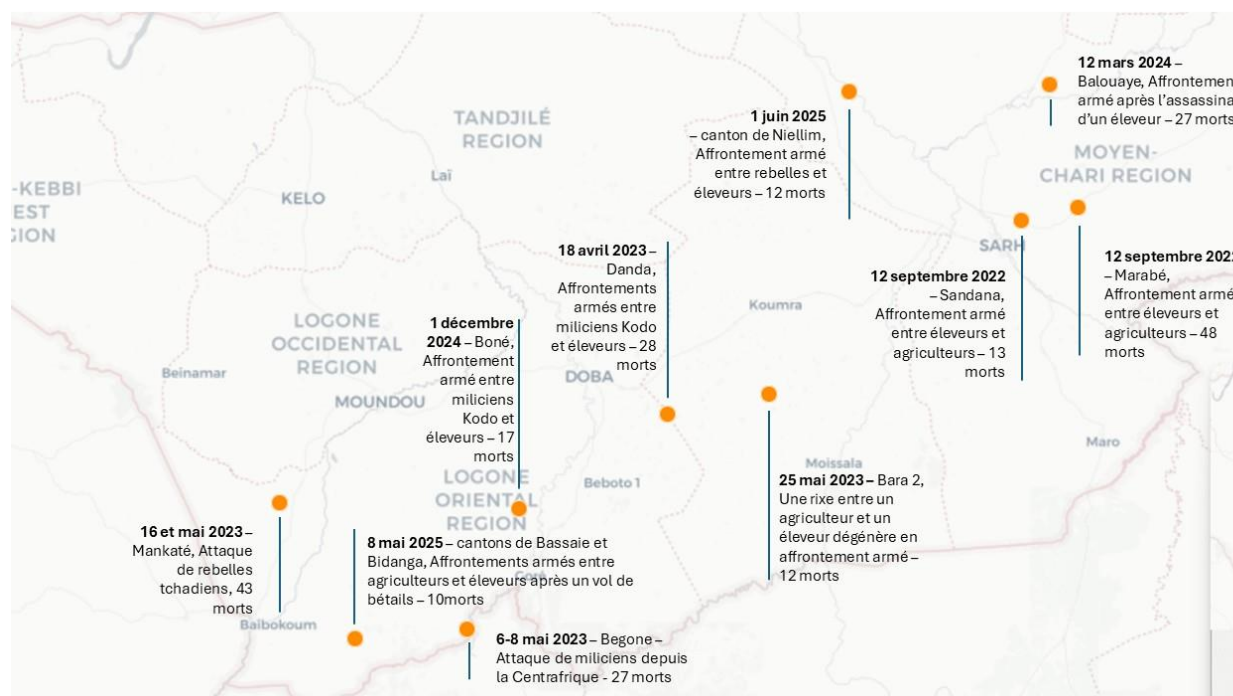 12 mars 2024 –
Balouaye, Affrontemen
armé après l'assassina
d'un éleveur – 27 morts
1 juin 2025
– canton de Niellim,
Affrontement armé
entre rebelles et
éleveurs – 12 morts
TANDJILÉ
REGION
MOYEN-
CHARI REGION
Laï
-KEBBI
EST
GION
KELO
SARH
18 avril 2023 –
Danda,
Affrontements
armés entre
miliciens Kodo
et éleveurs – 28
morts
12 septembre 2022
– Sandana,
Affrontement armé
entre éleveurs et
agriculteurs – 13
morts
12 septembre 2022
– Marabé,
Affrontement armé
entre éleveurs et
agriculteurs – 48
morts
Koumra
LOGONE
OCCIDENTAL
REGION
1 décembre
2024 – Boné,
Affrontement
armé entre
miliciens
Kodo et
éleveurs – 17
morts
Beinamar
DOBA
MOUNDOU
Maro
Moissala
LOGONE
ORIENTAL
REGION
Beboto 1
25 mai 2023 – Bara 2,
Une rixe entre un
agriculteur et un
éleveur dégénère en
affrontement armé –
12 morts
16 et mai 2023 –
Mankaté, Attaque
de rebelles
tchadiens, 43
morts
8 mai 2025 – cantons de Bassaie et
Bidanga, Affrontements armés entre
agriculteurs et éleveurs après un vol de
bétails – 10morts
Goré
Baïbokoum
6-8 mai 2023 – Begone –
Attaque de miliciens depuis
la Centrafrique - 27 morts